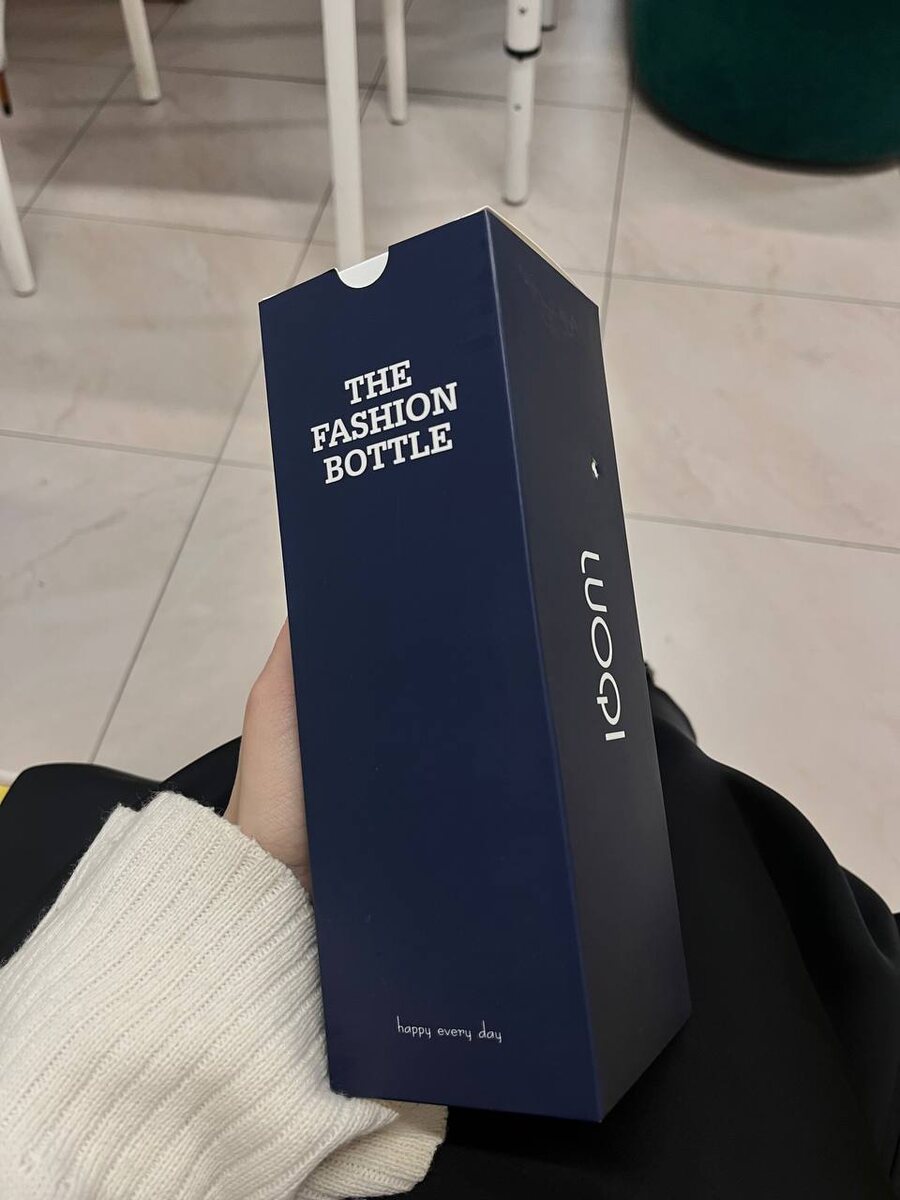 THE
FASHION
BOTTLE
happy every day
LUOQI